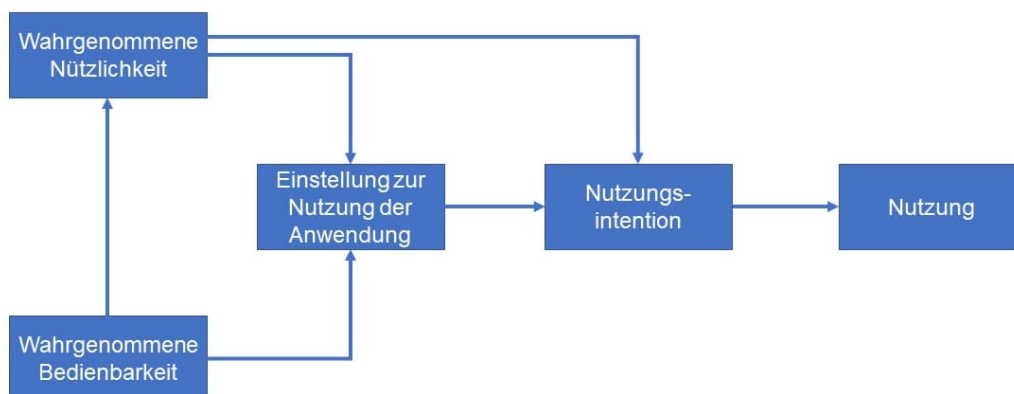 Wahrgenommene
Nützlichkeit
Einstellung zur
Nutzung der
Anwendung
Nutzungs-
intention
Nutzung
Wahrgenommene
Bedienbarkeit